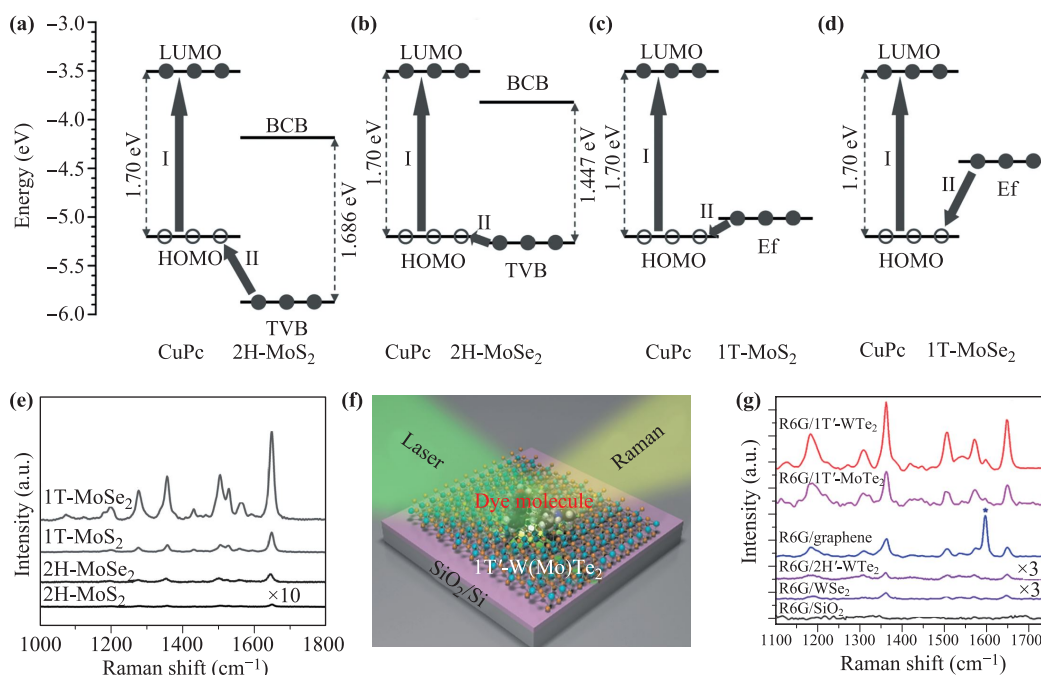 (a)
(b)
(c)
(d)
Energy (eV)
−3.0
−3.5
−4.0
−4.5
−5.0
−5.5
−6.0
LUMO
1.70 eV
I
HOMO
II
BCB
1.686 eV
TVB
CuPc 2H-MoS₂
LUMO
1.70 eV
I
HOMO
II
BCB
1.447 eV
TVB
CuPc 2H-MoSe₂
LUMO
1.70 eV
I
HOMO
II
Ef
CuPc 1T-MoS₂
LUMO
1.70 eV
I
HOMO
II
Ef
CuPc 1T-MoSe₂
(e)
Intensity (a.u.)
1T-MoSe₂
1T-MoS₂
2H-MoSe₂
2H-MoS₂
×10
1000 1200 1400 1600 1800
Raman shift (cm⁻¹)
(f)
Laser
Raman
Dye molecule
1T′-W(Mo)Te₂
SiO₂/Si
(g)
Intensity (a.u.)
R6G/1T′-WTe₂
R6G/1T′-MoTe₂
*
R6G/graphene
R6G/2H′-WTe₂
×3
R6G/WSe₂
×3
R6G/SiO₂
1100 1200 1300 1400 1500 1600 1700
Raman shift (cm⁻¹)